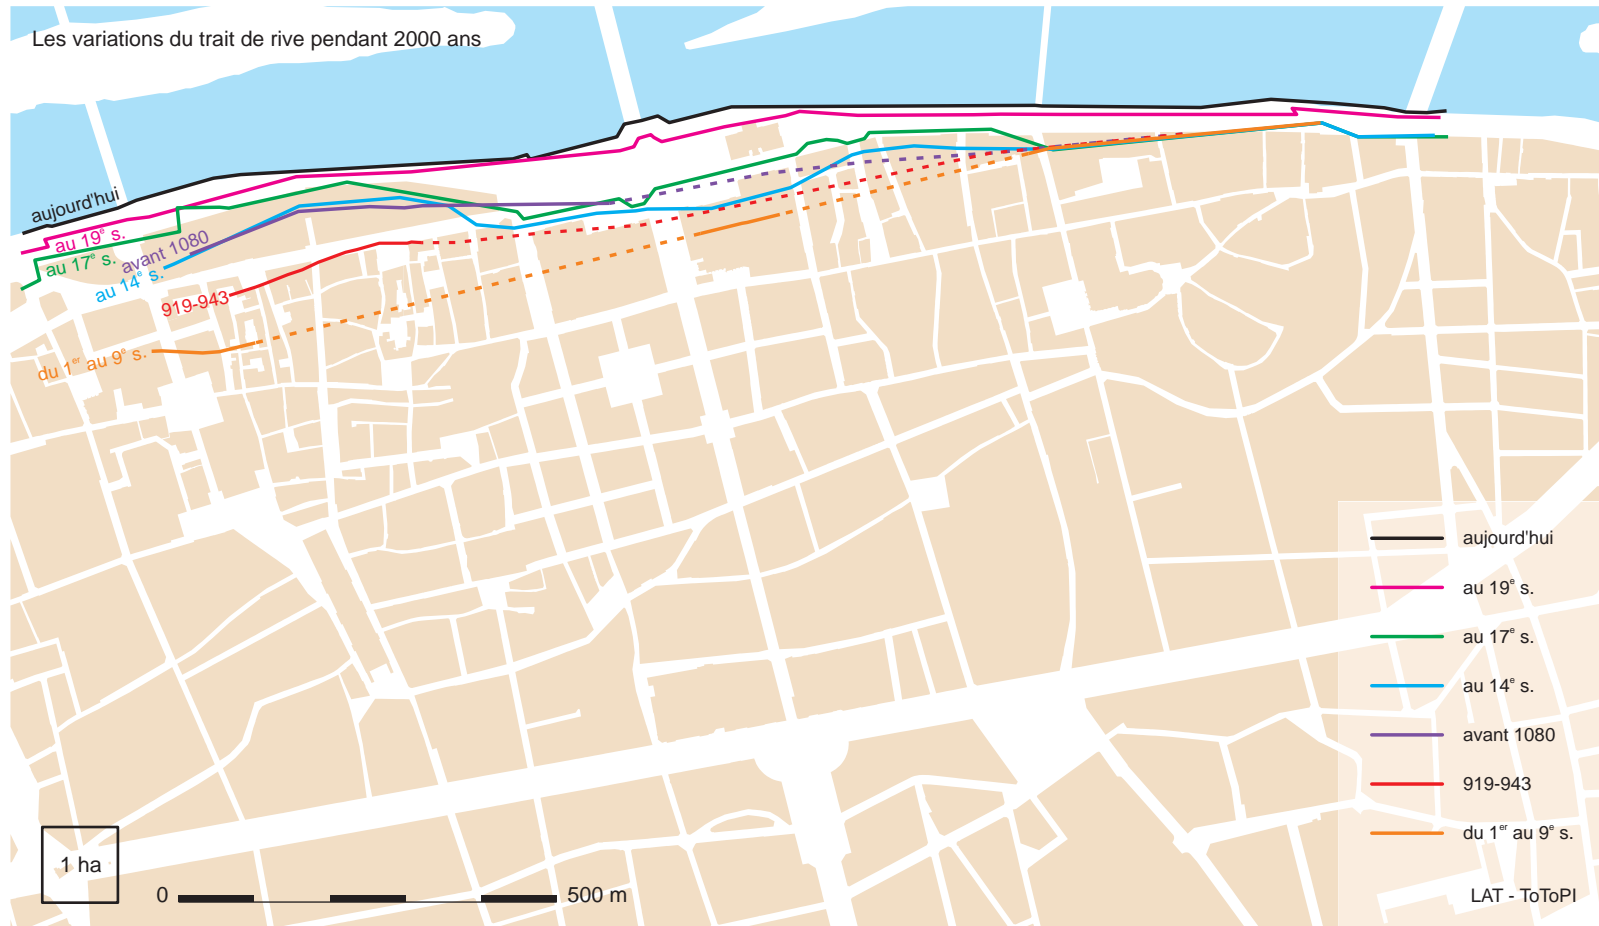 Les variations du trait de rive pendant 2000 ans
aujourd'hui
au 19e s.
avant 1080
au 17e s.
au 14e s.
919-943
du 1er au 9e s.
aujourd'hui
au 19e s.
au 17e s.
au 14e s.
avant 1080
919-943
du 1er au 9e s.
1 ha
0 500 m
LAT - ToToPI